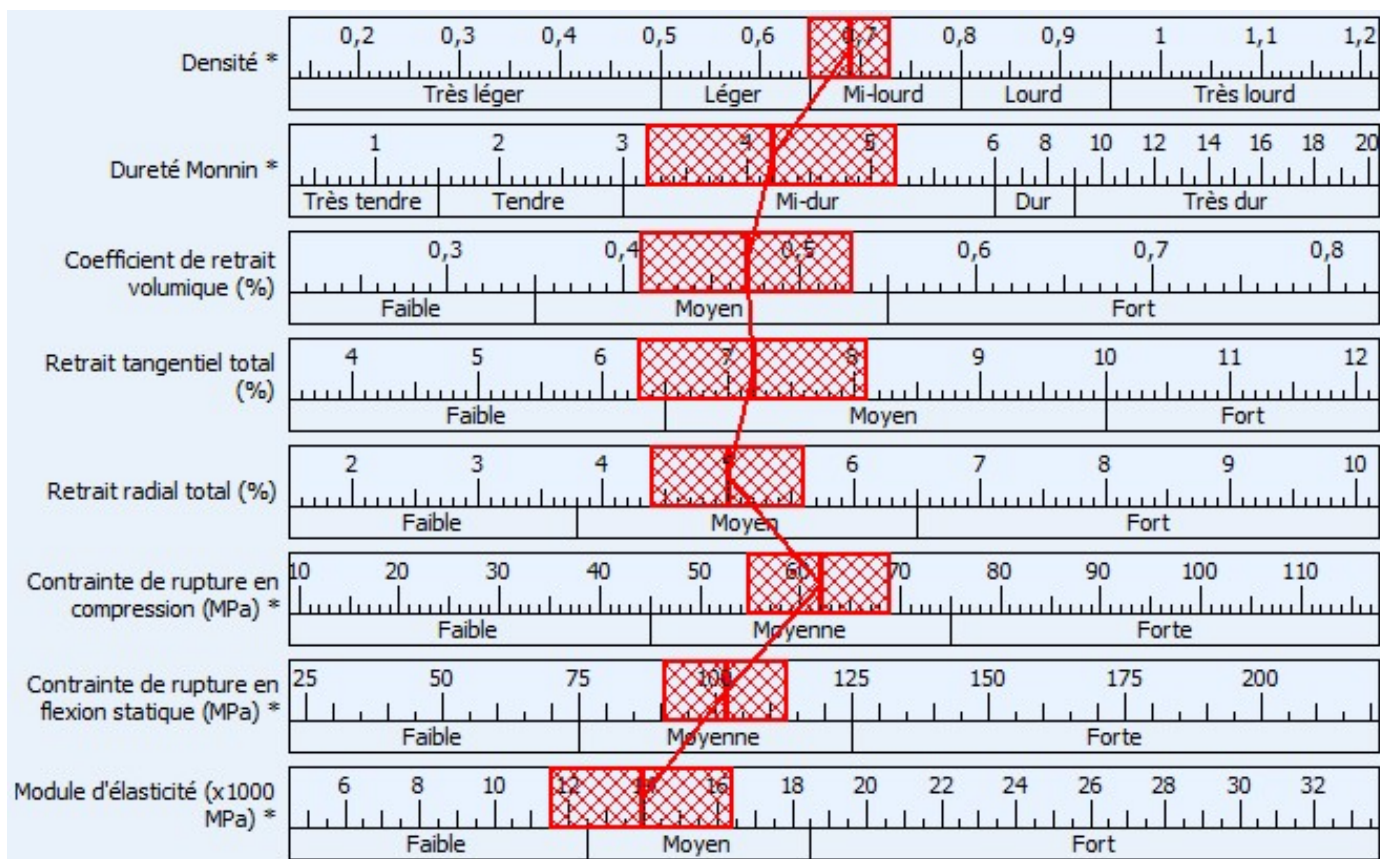 0,2 0,3 0,4 0,5 0,6 0,7 0,8 0,9 1 1,1 1,2
Densité *
Très léger Léger Mi-lourd Lourd Très lourd
1 2 3 4 5 6 8 10 12 14 16 18 20
Dureté Monnin *
Très tendre Tendre Mi-dur Dur Très dur
0,3 0,4 0,5 0,6 0,7 0,8
Coefficient de retrait
volumique (%)
Faible Moyen Fort
4 5 6 7 8 9 10 11 12
Retrait tangentiel total
(%)
Faible Moyen Fort
2 3 4 5 6 7 8 9 10
Retrait radial total (%)
Faible Moyen Fort
10 20 30 40 50 60 70 80 90 100 110
Contrainte de rupture en
compression (MPa) *
Faible Moyenne Forte
25 50 75 100 125 150 175 200
Contrainte de rupture en
flexion statique (MPa) *
Faible Moyenne Forte
6 8 10 12 14 16 18 20 22 24 26 28 30 32
Module d'élasticité (x1000
MPa) *
Faible Moyen Fort